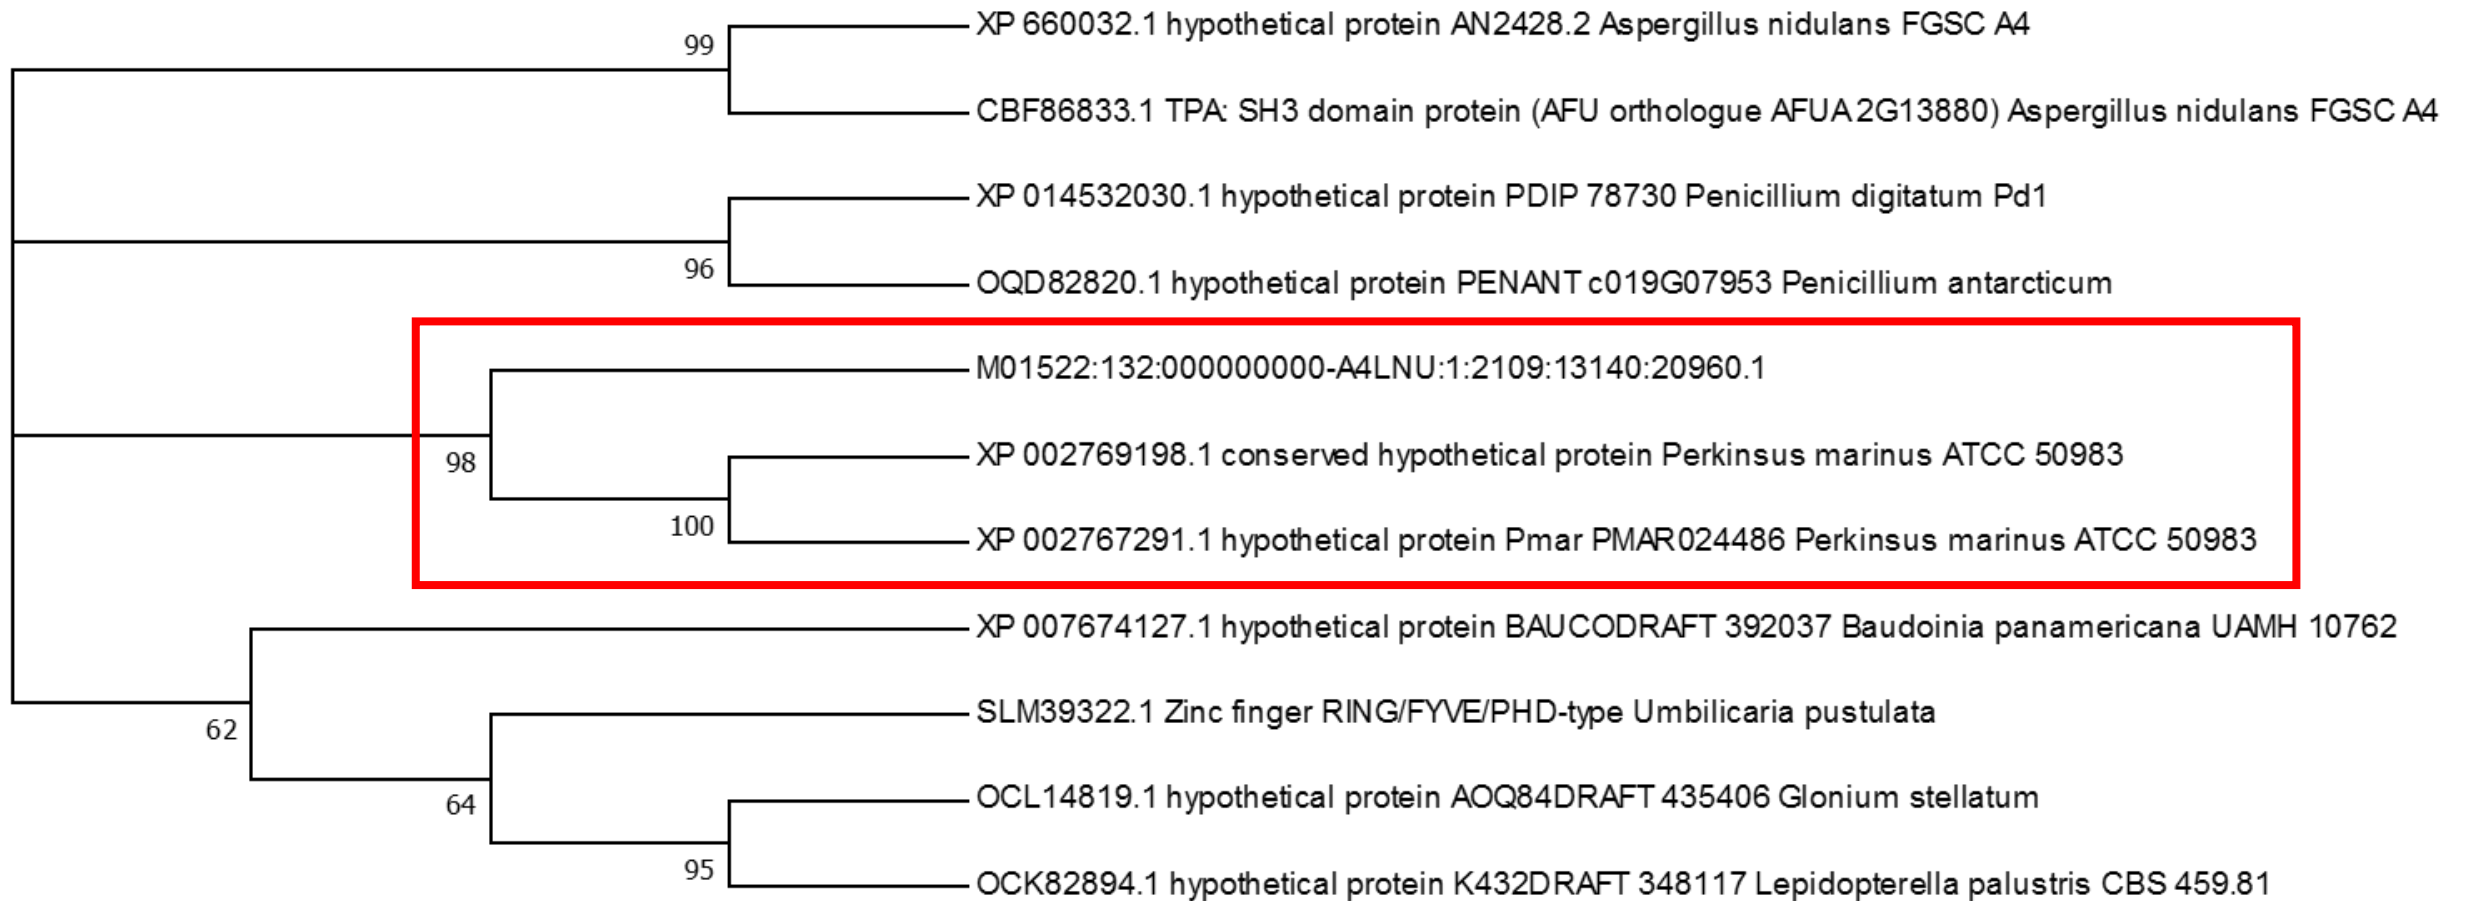 XP 660032.1 hypothetical protein AN2428.2 Aspergillus nidulans FGSC A4
99
CBF86833.1 TPA: SH3 domain protein (AFU orthologue AFUA 2G13880) Aspergillus nidulans FGSC A4
XP 014532030.1 hypothetical protein PDIP 78730 Penicillium digitatum Pd1
96
OQD82820.1 hypothetical protein PENANT c019G07953 Penicillium antarcticum
M01522:132:000000000-A4LNU:1:2109:13140:20960.1
98
XP 002769198.1 conserved hypothetical protein Perkinsus marinus ATCC 50983
100
XP 002767291.1 hypothetical protein Pmar PMAR024486 Perkinsus marinus ATCC 50983
XP 007674127.1 hypothetical protein BAUCODRAFT 392037 Baudoinia panamericana UAMH 10762
62
SLM39322.1 Zinc finger RING/FYVE/PHD-type Umbilicaria pustulata
64
OCL14819.1 hypothetical protein AOQ84DRAFT 435406 Glonium stellatum
95
OCK82894.1 hypothetical protein K432DRAFT 348117 Lepidopterella palustris CBS 459.81